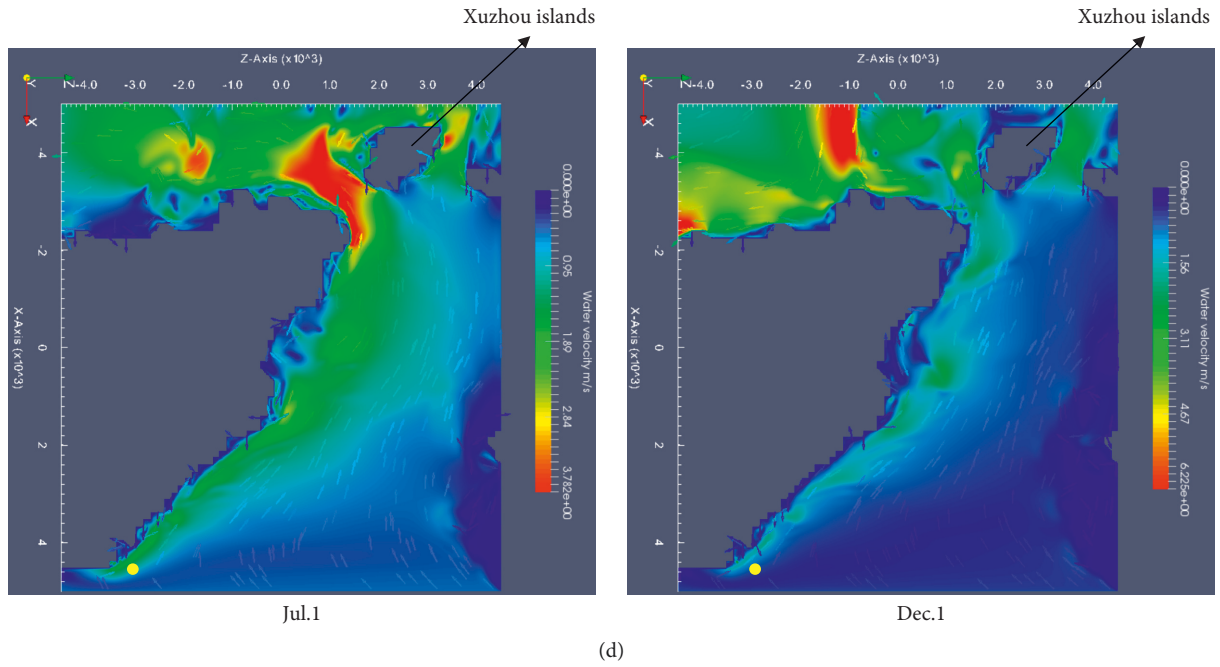 Xuzhou islands
Xuzhou islands
Z-Axis (x10^3)
Y
Z
-4.0
-2.0
-1.0
0.0
1.0
2.0
3.0
4.0
X
-4
-2
0
2
4
X-Axis (x10^3)
0.000e+00
0.95
1.89
2.84
3.782e+00
Water velocity m/s
Jul.1
Z-Axis (x10^3)
Y
Z
-4.0
-2.0
-1.0
0.0
1.0
2.0
3.0
4.0
X
-4
-2
0
2
4
X-Axis (x10^3)
0.000e+00
1.56
3.11
4.67
6.225e+00
Water velocity m/s
Dec.1
(d)